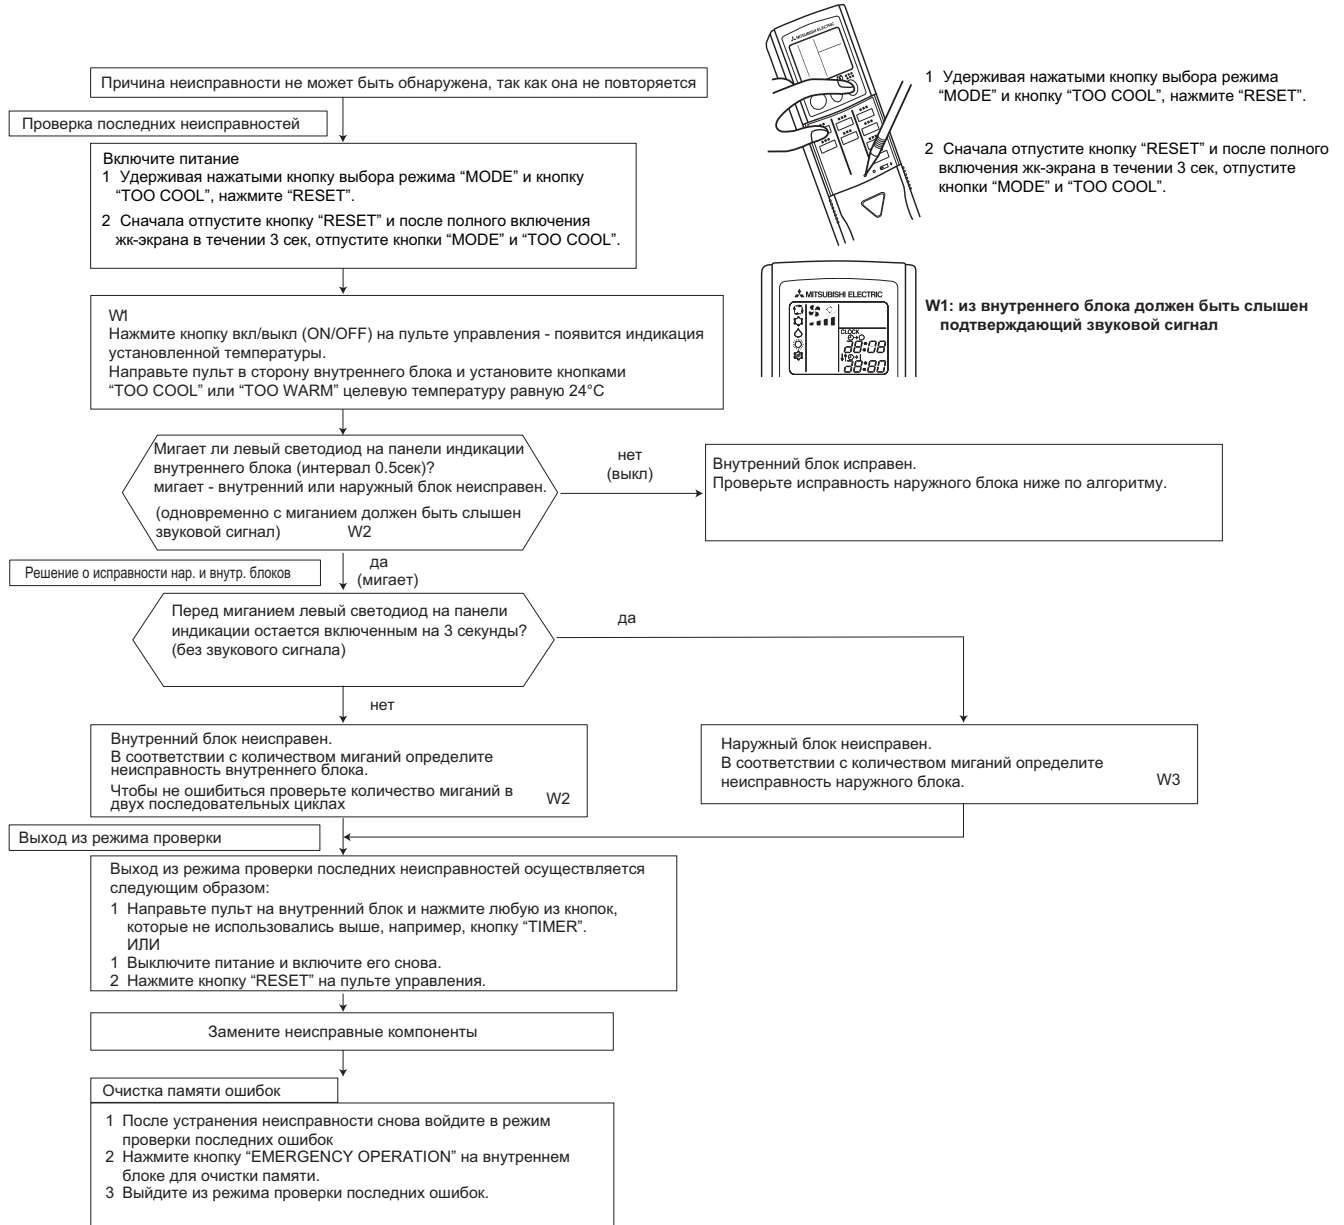 Причина неисправности не может быть обнаружена, так как она не повторяется
Проверка последних неисправностей
Включите питание
1 Удерживая нажатыми кнопку выбора режима “MODE” и кнопку
“TOO COOL”, нажмите “RESET”.
2 Сначала отпустите кнопку “RESET” и после полного включения
жк-экрана в течении 3 сек, отпустите кнопки “MODE” и “TOO COOL”.
MITSUBISHI ELECTRIC
1 Удерживая нажатыми кнопку выбора режима
“MODE” и кнопку “TOO COOL”, нажмите “RESET”.
2 Сначала отпустите кнопку “RESET” и после полного
включения жк-экрана в течении 3 сек, отпустите
кнопки “MODE” и “TOO COOL”.
MITSUBISHI ELECTRIC
CLOCK
38:08
38:80
W1: из внутреннего блока должен быть слышен
подтверждающий звуковой сигнал
W1
Нажмите кнопку вкл/выкл (ON/OFF) на пульте управления - появится индикация
установленной температуры.
Направьте пульт в сторону внутреннего блока и установите кнопками
“TOO COOL” или “TOO WARM” целевую температуру равную 24°C
Мигает ли левый светодиод на панели индикации
внутреннего блока (интервал 0.5сек)?
мигает - внутренний или наружный блок неисправен.
(одновременно с миганием должен быть слышен
звуковой сигнал) W2
нет
(выкл)
Внутренний блок исправен.
Проверьте исправность наружного блока ниже по алгоритму.
да
(мигает)
Решение о исправности нар. и внутр. блоков
Перед миганием левый светодиод на панели
индикации остается включенным на 3 секунды?
(без звукового сигнала)
да
нет
Внутренний блок неисправен.
В соответствии с количеством миганий определите
неисправность внутреннего блока.
Чтобы не ошибиться проверьте количество миганий в
двух последовательных циклах W2
Наружный блок неисправен.
В соответствии с количеством миганий определите
неисправность наружного блока. W3
Выход из режима проверки
Выход из режима проверки последних неисправностей осуществляется
следующим образом:
1 Направьте пульт на внутренний блок и нажмите любую из кнопок,
которые не использовались выше, например, кнопку “TIMER”.
ИЛИ
1 Выключите питание и включите его снова.
2 Нажмите кнопку “RESET” на пульте управления.
Замените неисправные компоненты
Очистка памяти ошибок
1 После устранения неисправности снова войдите в режим
проверки последних ошибок
2 Нажмите кнопку “EMERGENCY OPERATION” на внутреннем
блоке для очистки памяти.
3 Выйдите из режима проверки последних ошибок.